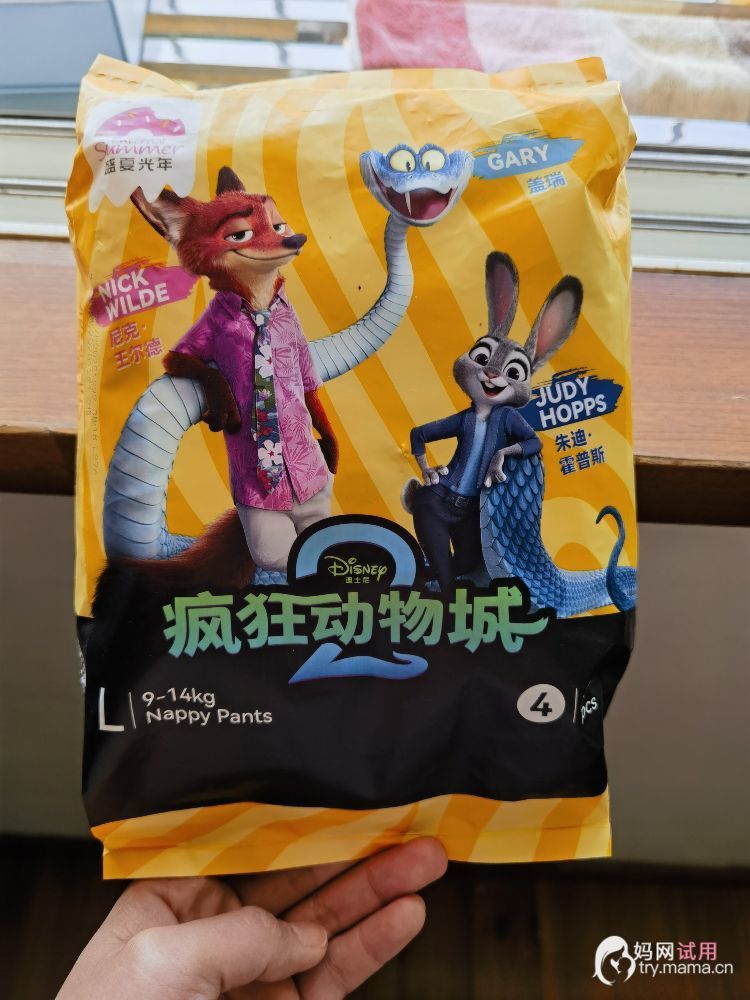 Summer
盛夏光年
GARY
盖瑞
NICK
WILDE
尼克·
王尔德
JUDY
HOPPS
朱迪·
霍普斯
2
Disney
迪士尼
疯狂动物城
L
9-14kg
Nappy Pants
4
pcs
妈网试用
try.mama.cn